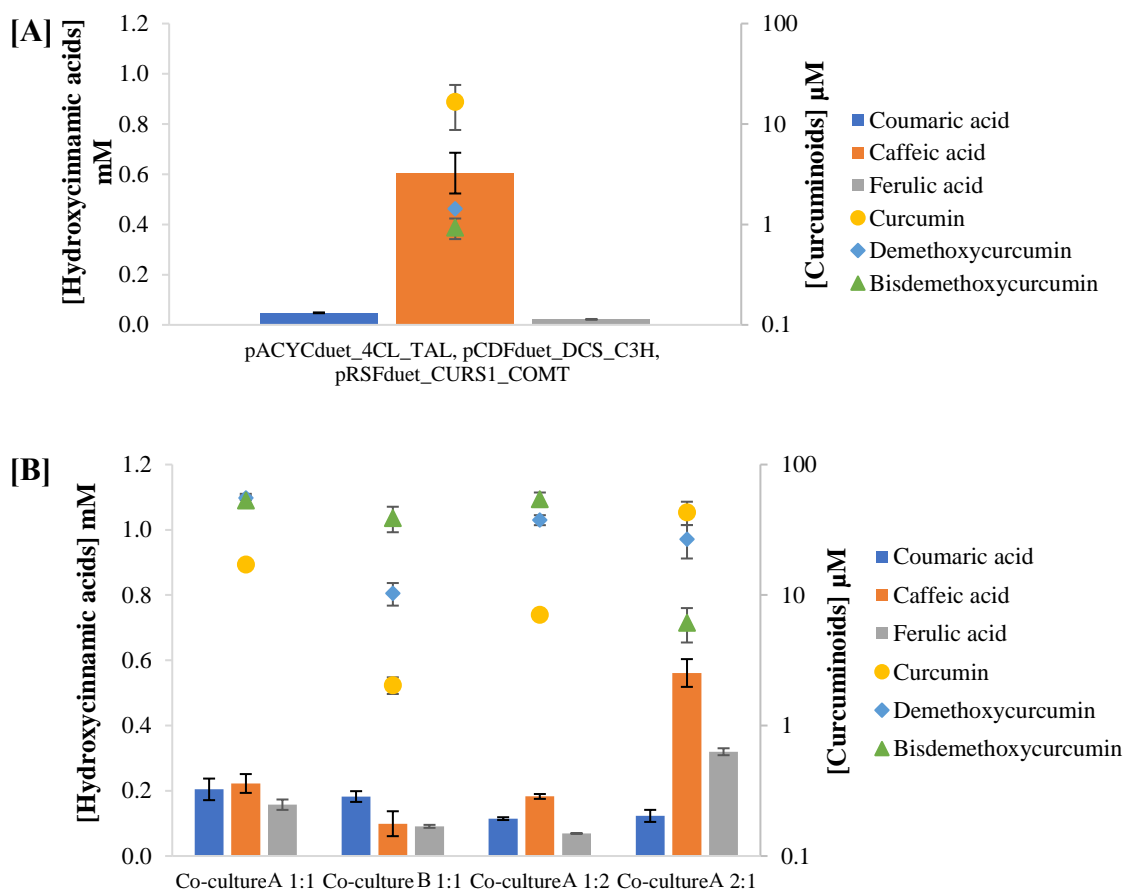 [A]
[Hydroxycinnamic acids]
mM
1.2
1.0
0.8
0.6
0.4
0.2
0.0
100
10
1
0.1
[Curcuminoids] µM
pACYCduet_4CL_TAL, pCDFduet_DCS_C3H,
pRSFduet_CURS1_COMT
Coumaric acid
Caffeic acid
Ferulic acid
Curcumin
Demethoxycurcumin
Bisdemethoxycurcumin
[B]
[Hydroxycinnamic acids] mM
1.2
1.0
0.8
0.6
0.4
0.2
0.0
100
10
1
0.1
[Curcuminoids] µM
Co-cultureA 1:1 Co-culture B 1:1 Co-cultureA 1:2 Co-cultureA 2:1
Coumaric acid
Caffeic acid
Ferulic acid
Curcumin
Demethoxycurcumin
Bisdemethoxycurcumin